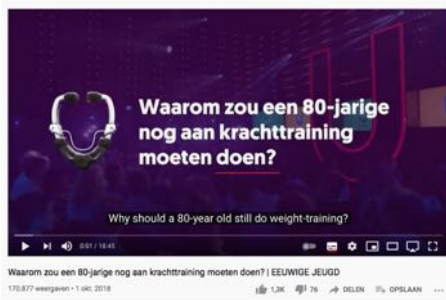 Waarom zou een 80-jarige
nog aan krachttraining
moeten doen?
Why should a 80-year old still do weight-training?
0:01 / 18:45
Waarom zou een 80-jarige nog aan krachttraining moeten doen? | EEUWIGE JEUGD
170.877 weergaven • 1 okt. 2018
1,3K
76
DELEN
OPSLAAN